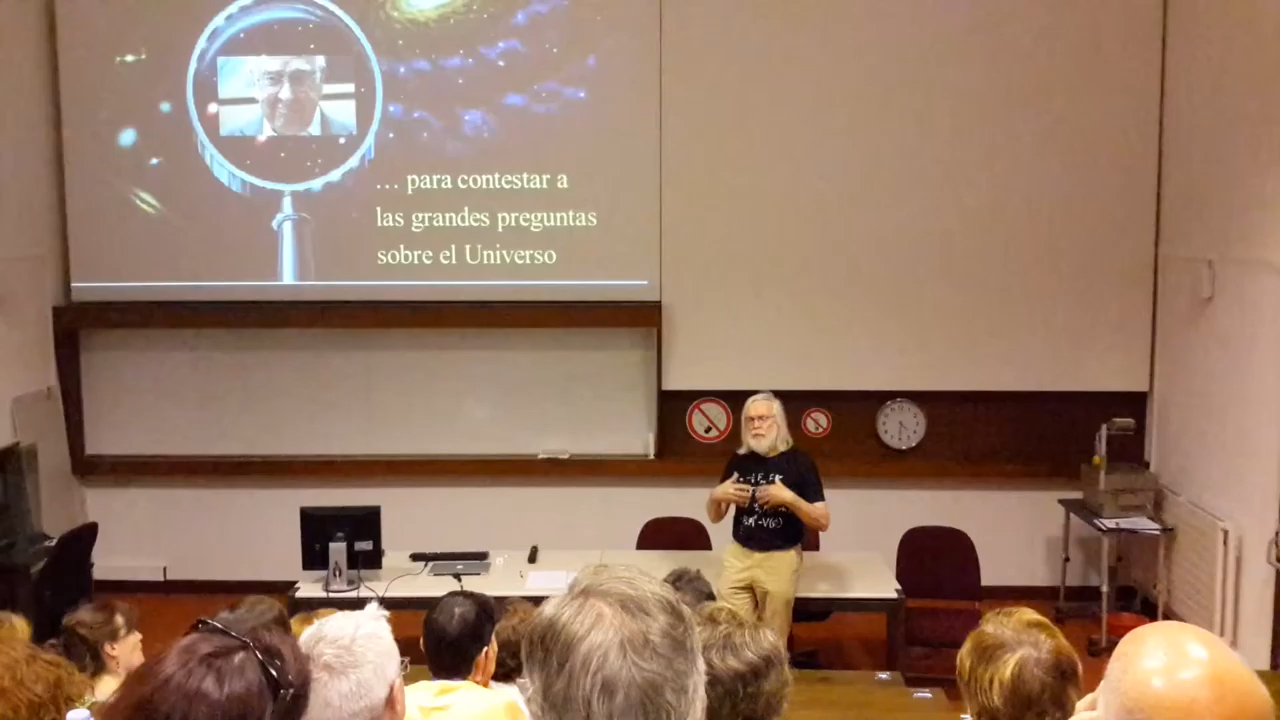 … para contestar a
las grandes preguntas
sobre el Universo